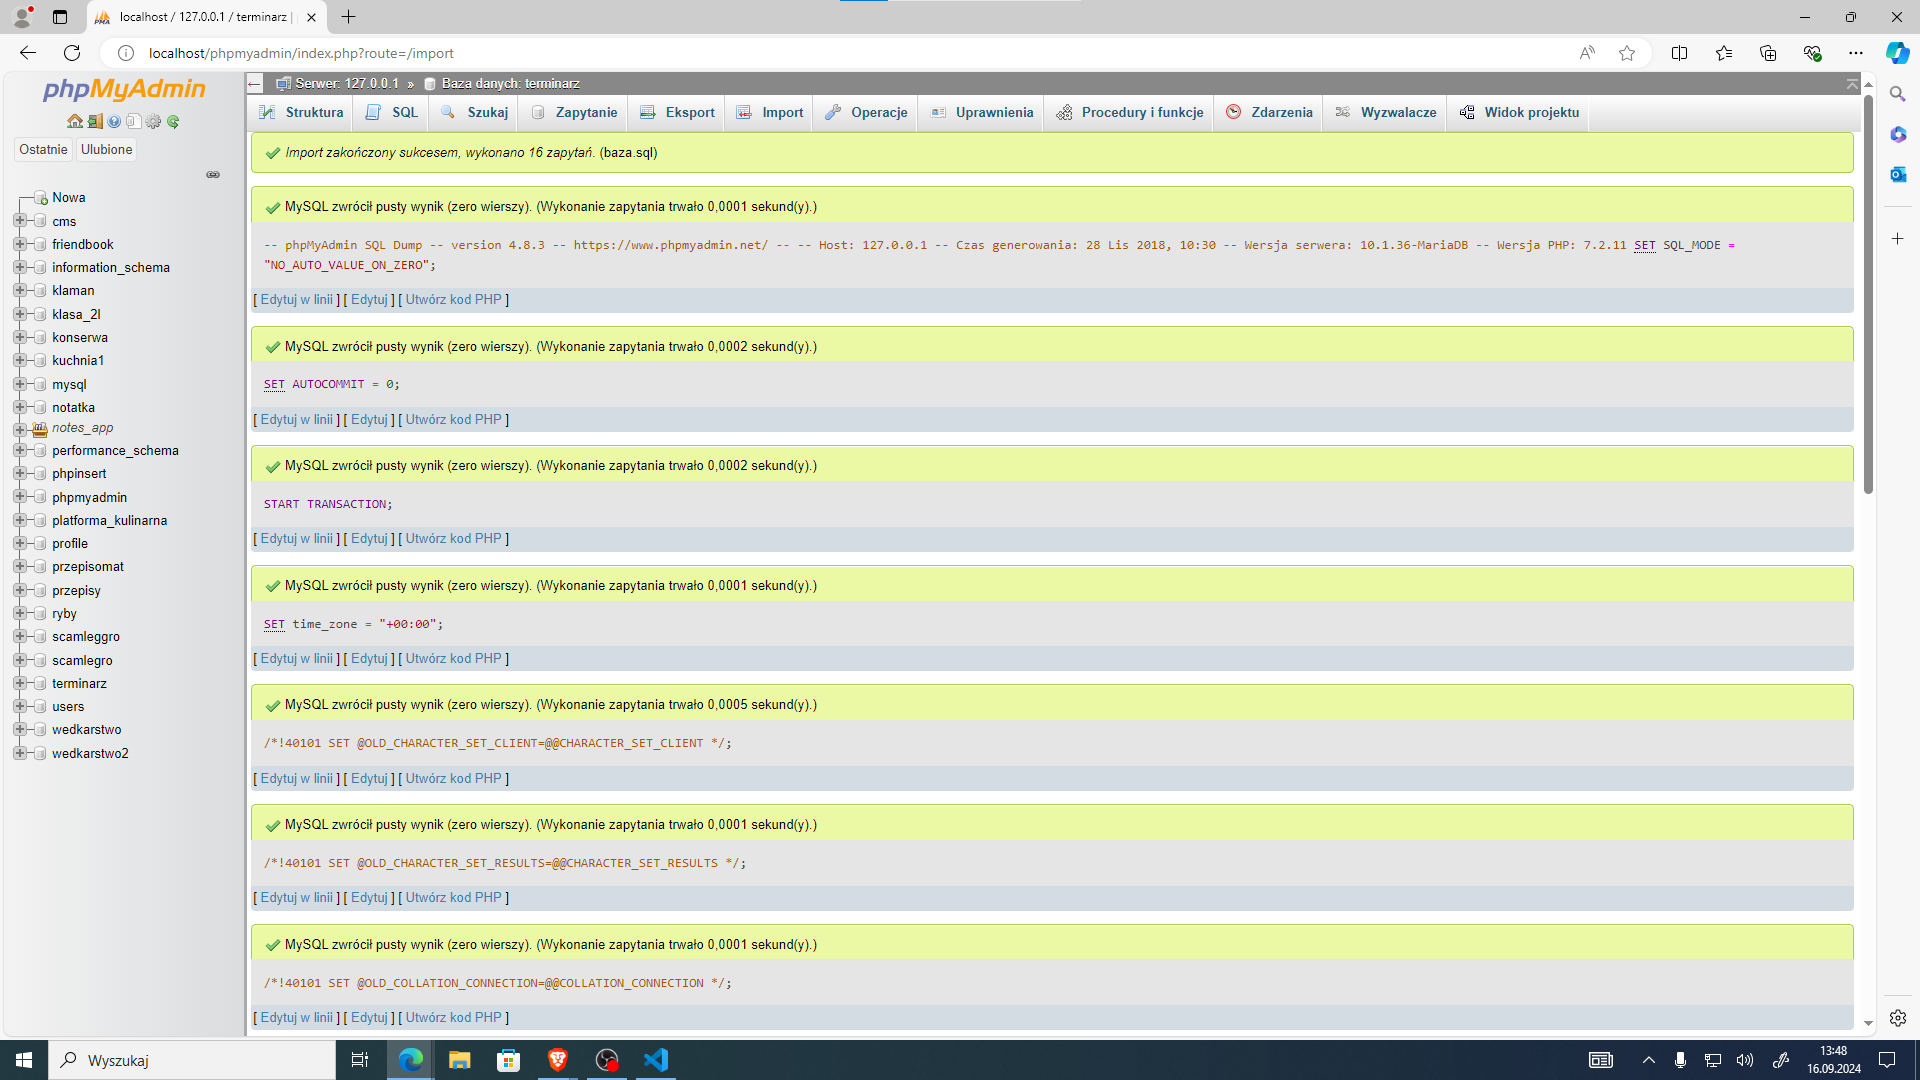 localhost / 127.0.0.1 / terminarz |
localhost/phpmyadmin/index.php?route=/import
phpMyAdmin
Ostatnie Ulubione
Nowa
cms
friendbook
information_schema
klaman
klasa_2l
konserwa
kuchnia1
mysql
notatka
notes_app
performance_schema
phpinsert
phpmyadmin
platforma_kulinarna
profile
przepisomat
przepisy
ryby
scamleggro
scamlegro
terminarz
users
wedkarstwo
wedkarstwo2
Serwer: 127.0.0.1 » Baza danych: terminarz
Struktura SQL Szukaj Zapytanie Eksport Import Operacje Uprawnienia Procedury i funkcje Zdarzenia Wyzwalacze Widok projektu
Import zakończony sukcesem, wykonano 16 zapytań. (baza.sql)
MySQL zwrócił pusty wynik (zero wierszy). (Wykonanie zapytania trwało 0,0001 sekund(y).)
-- phpMyAdmin SQL Dump -- version 4.8.3 -- https://www.phpmyadmin.net/ -- -- Host: 127.0.0.1 -- Czas generowania: 28 Lis 2018, 10:30 -- Wersja serwera: 10.1.36-MariaDB -- Wersja PHP: 7.2.11 SET SQL_MODE =
"NO_AUTO_VALUE_ON_ZERO";
[ Edytuj w linii ] [ Edytuj ] [ Utwórz kod PHP ]
MySQL zwrócił pusty wynik (zero wierszy). (Wykonanie zapytania trwało 0,0002 sekund(y).)
SET AUTOCOMMIT = 0;
[ Edytuj w linii ] [ Edytuj ] [ Utwórz kod PHP ]
MySQL zwrócił pusty wynik (zero wierszy). (Wykonanie zapytania trwało 0,0002 sekund(y).)
START TRANSACTION;
[ Edytuj w linii ] [ Edytuj ] [ Utwórz kod PHP ]
MySQL zwrócił pusty wynik (zero wierszy). (Wykonanie zapytania trwało 0,0001 sekund(y).)
SET time_zone = "+00:00";
[ Edytuj w linii ] [ Edytuj ] [ Utwórz kod PHP ]
MySQL zwrócił pusty wynik (zero wierszy). (Wykonanie zapytania trwało 0,0005 sekund(y).)
/*!40101 SET @OLD_CHARACTER_SET_CLIENT=@@CHARACTER_SET_CLIENT */;
[ Edytuj w linii ] [ Edytuj ] [ Utwórz kod PHP ]
MySQL zwrócił pusty wynik (zero wierszy). (Wykonanie zapytania trwało 0,0001 sekund(y).)
/*!40101 SET @OLD_CHARACTER_SET_RESULTS=@@CHARACTER_SET_RESULTS */;
[ Edytuj w linii ] [ Edytuj ] [ Utwórz kod PHP ]
MySQL zwrócił pusty wynik (zero wierszy). (Wykonanie zapytania trwało 0,0001 sekund(y).)
/*!40101 SET @OLD_COLLATION_CONNECTION=@@COLLATION_CONNECTION */;
[ Edytuj w linii ] [ Edytuj ] [ Utwórz kod PHP ]
Wyszukaj
13:48
16.09.2024